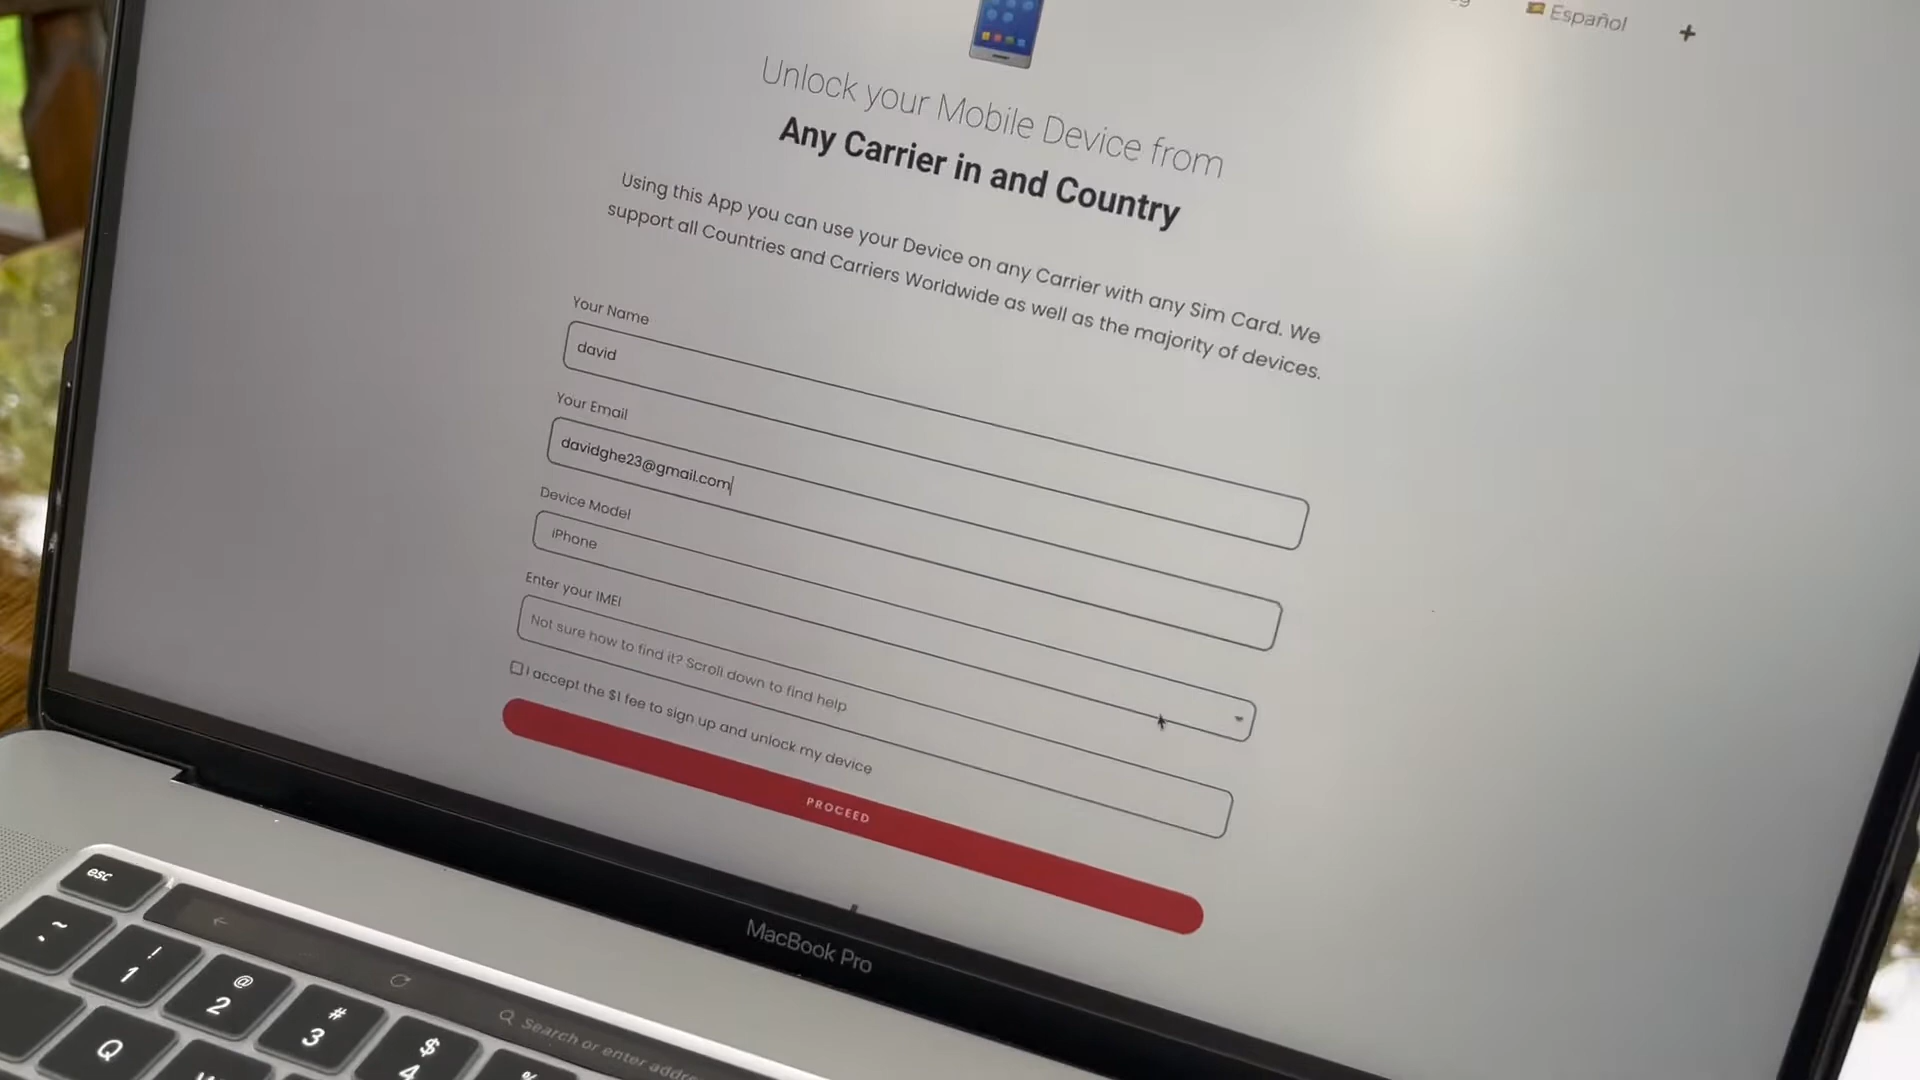 Español
+
Unlock your Mobile Device from
Any Carrier in and Country
Using this App you can use your Device on any Carrier with any Sim Card. We
support all Countries and Carriers Worldwide as well as the majority of devices.
Your Name
david
Your Email
davidghe23@gmail.com
Device Model
iPhone
Enter your IMEI
Not sure how to find it? Scroll down to find help
I accept the $1 fee to sign up and unlock my device
PROCEED
MacBook Pro
esc
Search or enter addre
~
!
1
@
2
#
3
$
4
%
Q